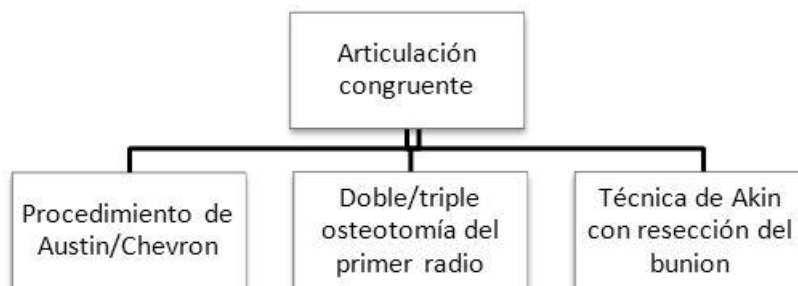 Articulación
congruente
Procedimiento de
Austin/Chevron
Doble/triple
osteotomía del
primer radio
Técnica de Akin
con resección del
bunion